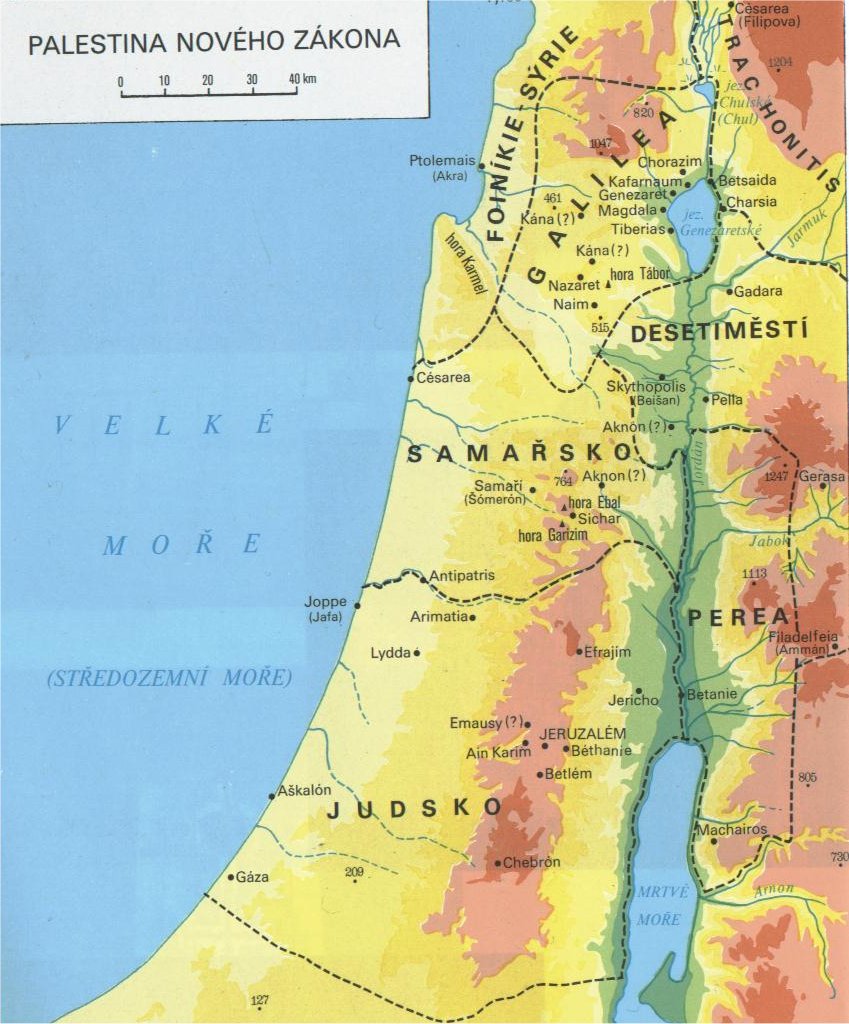 PALESTINA NOVÉHO ZÁKONA
0 10 20 30 40 km
Césarea
(Filipova)
TRACHONITIS
1204
FOINÍKIE-SÝRIE
jez.
Chulské
(Chul)
820
1047
GALILEA
Ptolemais
(Akra)
Chorazim
Kafarnaum
Betsaida
Genezaret
461
Magdala
Charsia
Kána (?)
jez.
Genezaretské
Tiberias
Jarmuk
hora Karmel
Kána (?)
hora Tábor
Nazaret
Gadara
Naim
515
DESETIMĚSTÍ
Césarea
Skythopolis
(Beišan)
Pella
VELKÉ
Aknón (?)
SAMAŘSKO
Jordán
764
Aknon (?)
1247
Gerasa
Samaří
(Šómerón)
hora Ebal
Sichar
hora Garizim
MOŘE
Jabok
Antipatris
1113
Joppe
(Jafa)
Arimatia
PEREA
Filadelfeia
(Ammán)
Lydda
Efrajím
(STŘEDOZEMNÍ MOŘE)
Jericho
Betanie
Emausy (?)
JERUZALÉM
Ain Karim
Béthanie
Betlém
805
Aškalón
JUDSKO
Machairos
Chebrón
730
Gáza
209
MRTVÉ
MOŘE
Arnon
127